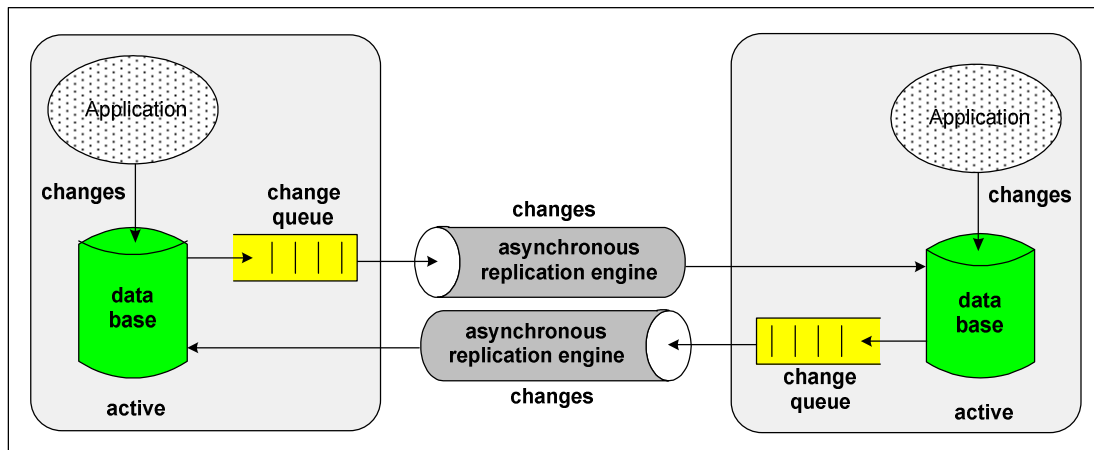 Application
changes
data
base
active
change
queue
changes
asynchronous
replication engine
asynchronous
replication engine
changes
Application
changes
data
base
change
queue
active